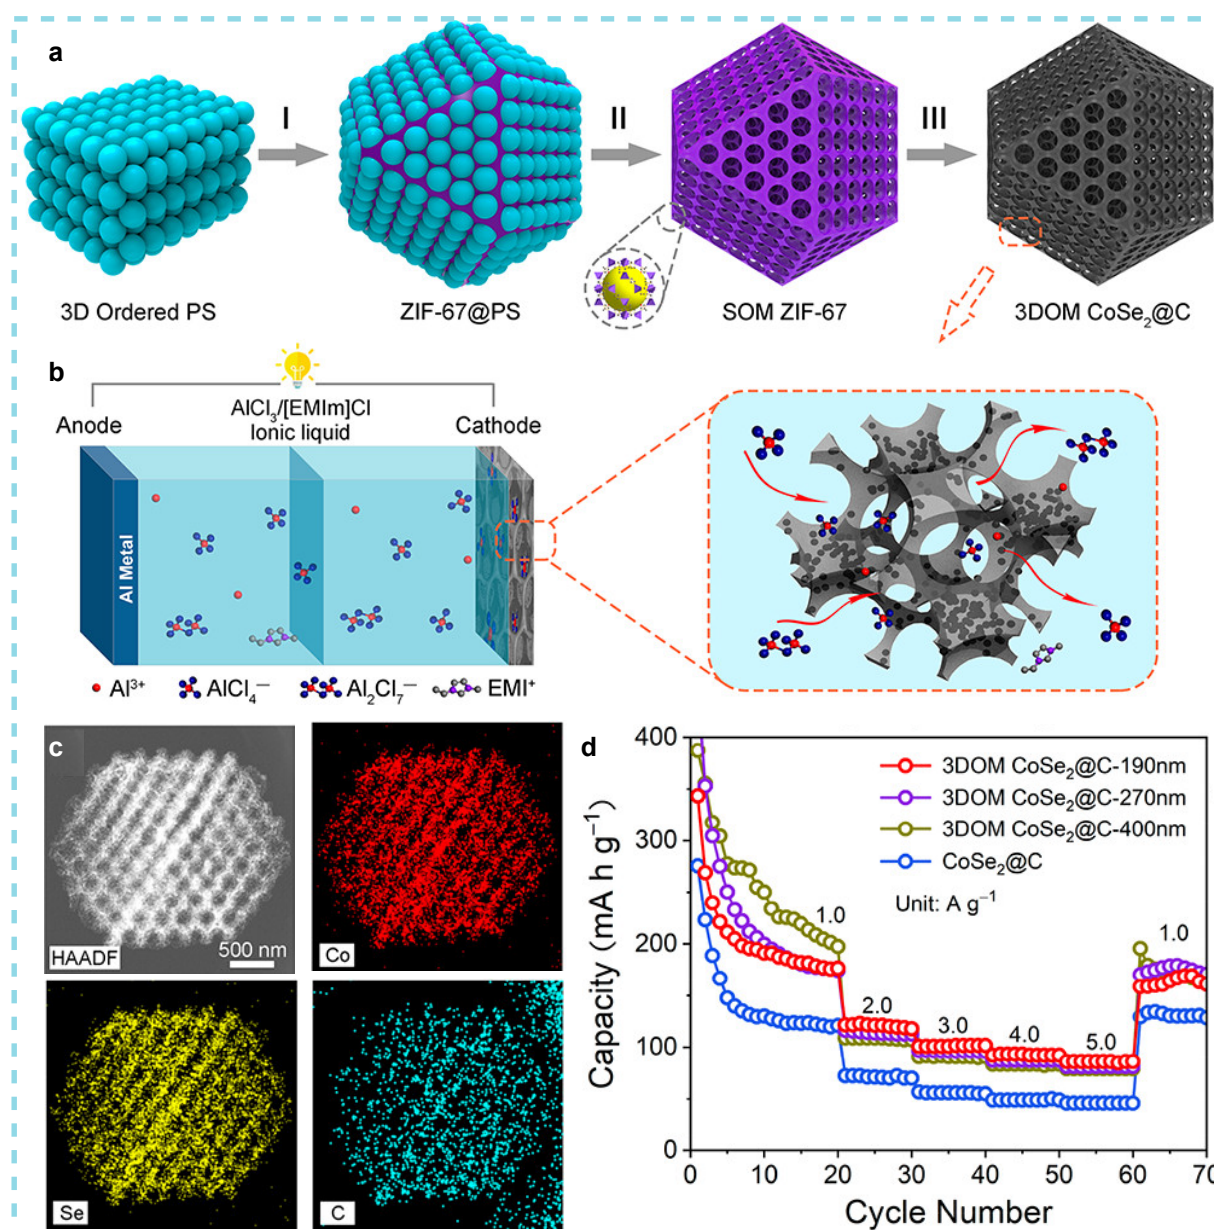 a
I
II
III
3D Ordered PS
ZIF-67@PS
SOM ZIF-67
3DOM CoSe₂@C
b
AlCl₃/[EMIm]Cl
Ionic liquid
Anode
Cathode
Al Metal
Al³⁺
AlCl₄⁻
Al₂Cl₇⁻
EMI⁺
c
HAADF
500 nm
Co
Se
C
d
Capacity (mA h g⁻¹)
400
300
200
100
0
3DOM CoSe₂@C-190nm
3DOM CoSe₂@C-270nm
3DOM CoSe₂@C-400nm
CoSe₂@C
Unit: A g⁻¹
1.0
2.0
3.0
4.0
5.0
1.0
0
10
20
30
40
50
60
70
Cycle Number